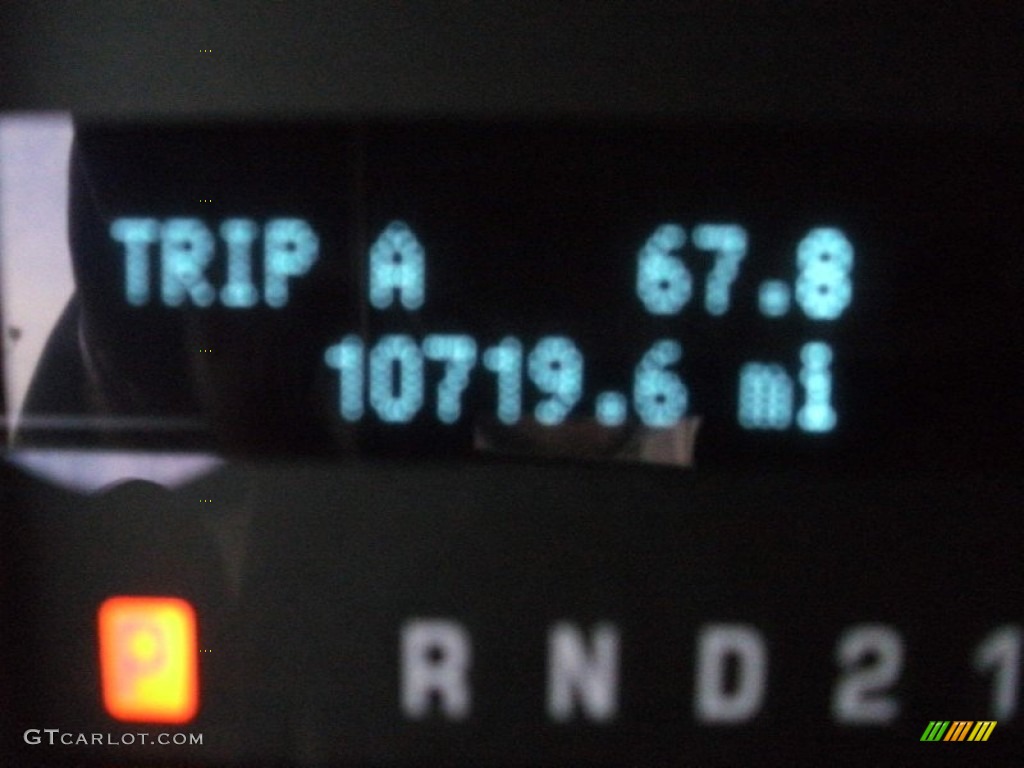 TRIP A 67.8
10719.6 mi
P R N D 2 1
GTCARLOT.COM